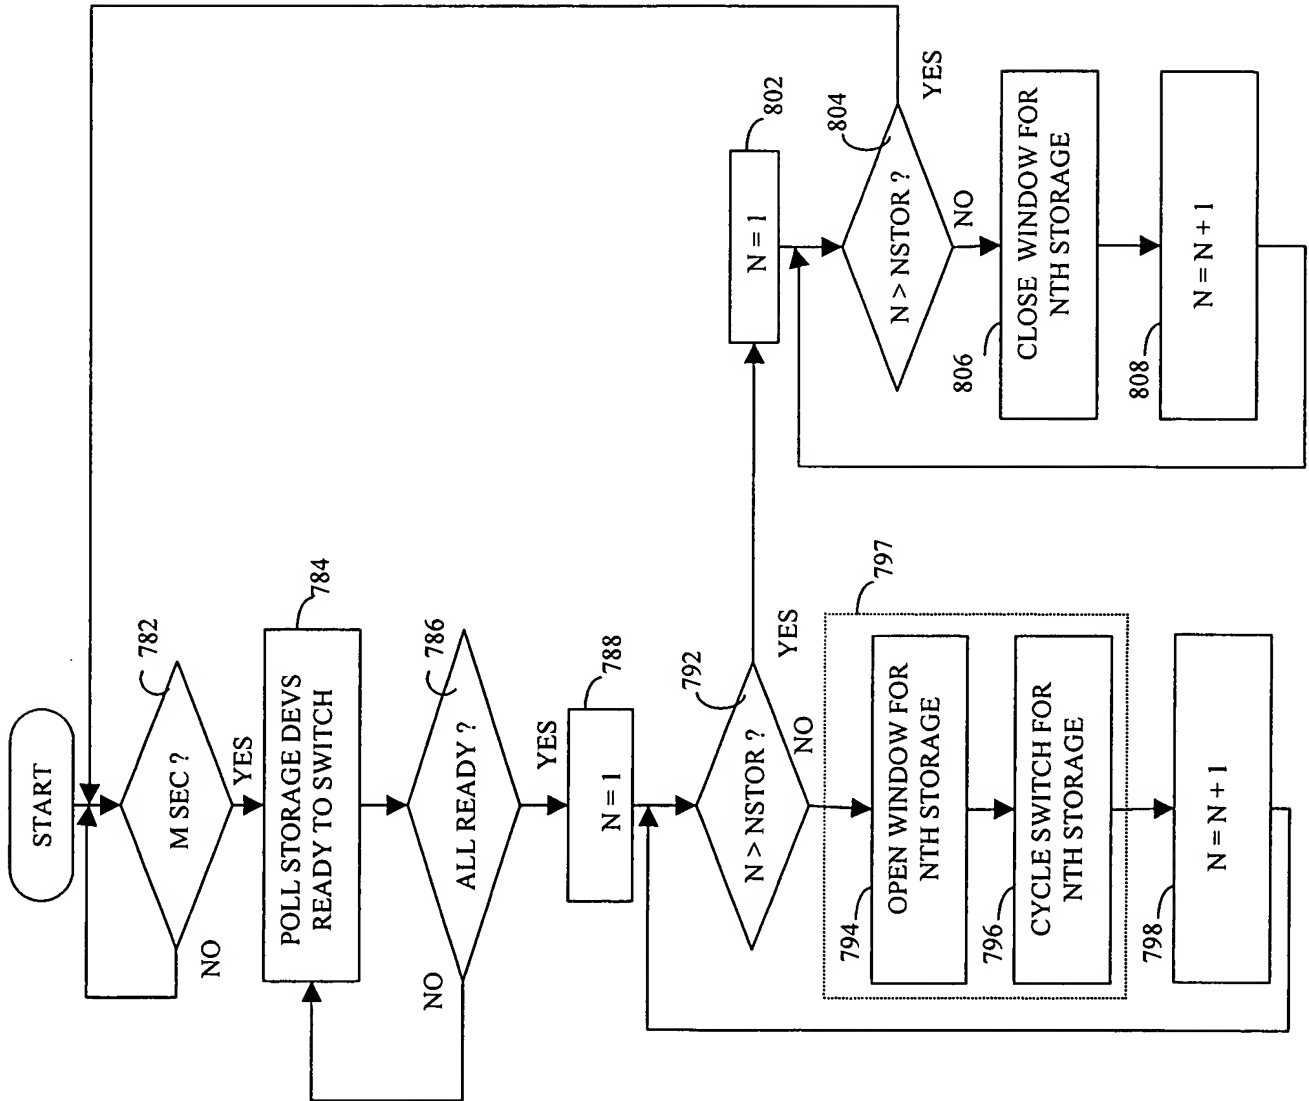 START
782
M SEC ?
NO
YES
784
POLL STORAGE DEVS
READY TO SWITCH
786
ALL READY ?
NO
YES
788
N = 1
792
N > NSTOR ?
YES
NO
797
794
OPEN WINDOW FOR
NTH STORAGE
796
CYCLE SWITCH FOR
NTH STORAGE
798
N = N + 1
802
N = 1
804
N > NSTOR ?
YES
NO
806
CLOSE WINDOW FOR
NTH STORAGE
808
N = N + 1